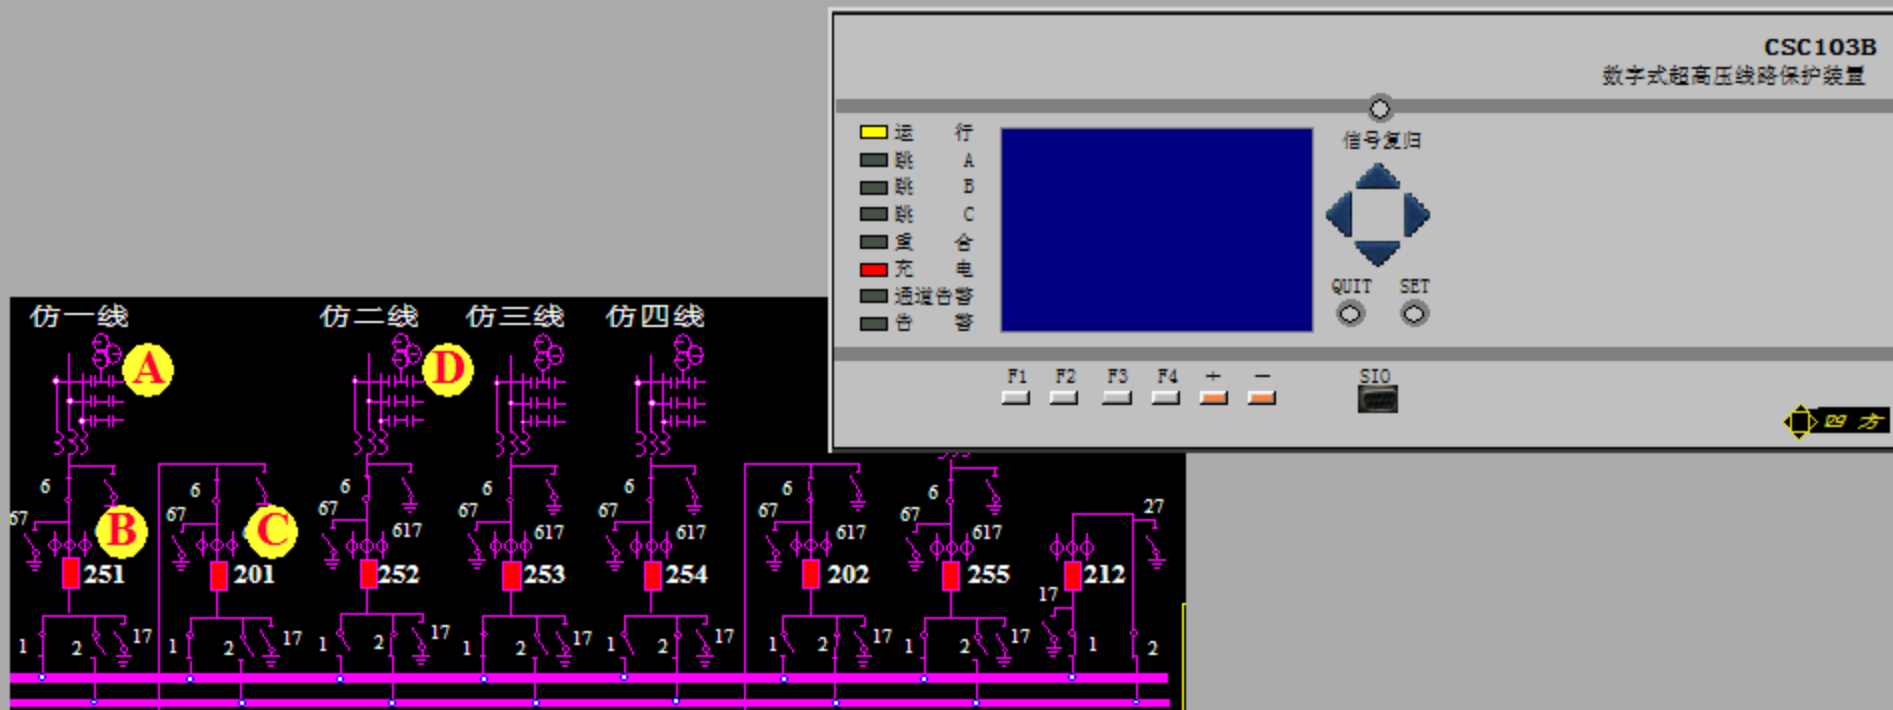 CSC103B
数字式超高压线路保护装置
信号复归
运 行
跳 A
跳 B
跳 C
重 合
充 电
通道告警
告 警
QUIT SET
F1 F2 F3 F4 + - SIO
四方
仿一线 仿二线 仿三线 仿四线
A D
6 6 6 6 6 6 6 27
67 67 67 67 67 67 67
B C 617 617 617 617 617
251 201 252 253 254 202 255 212
17
1 2 17 1 2 17 1 2 17 1 2 17 1 2 17 1 2 17 1 2 17 1 2